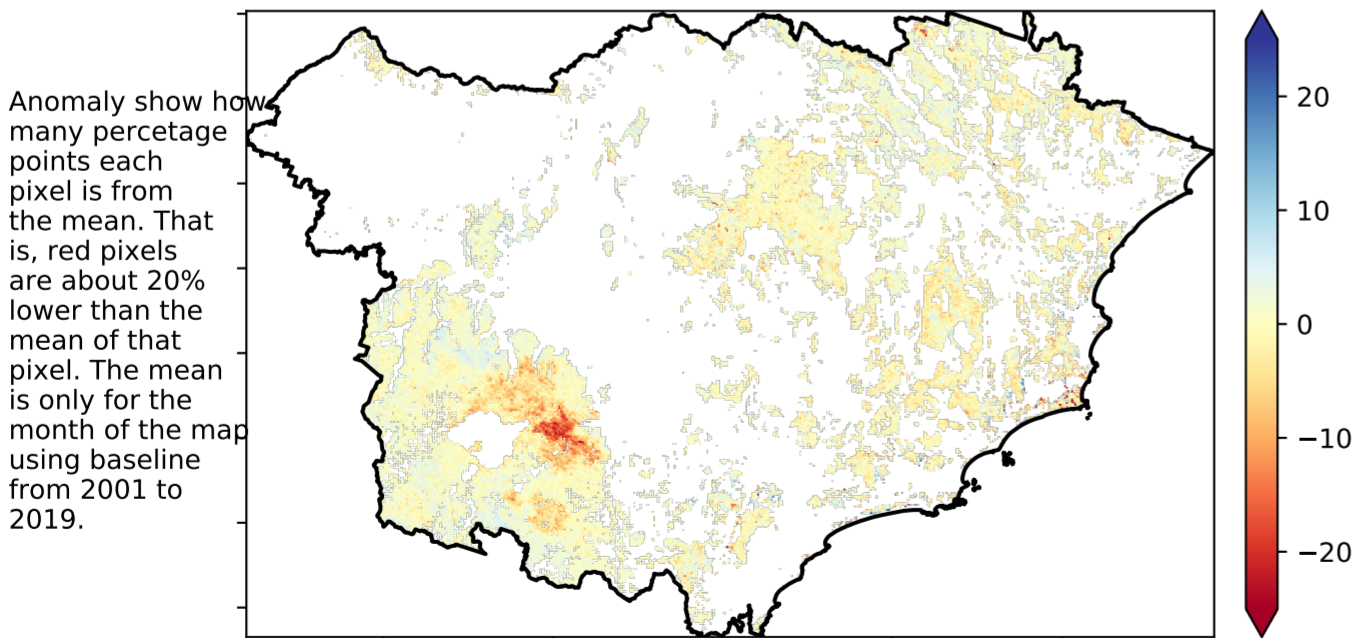 Anomaly show how
many percetage
points each
pixel is from
the mean. That
is, red pixels
are about 20%
lower than the
mean of that
pixel. The mean
is only for the
month of the map
using baseline
from 2001 to
2019.
20
10
0
−10
−20